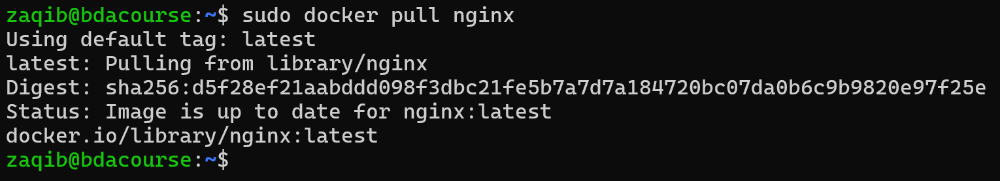 zaqib@bdacourse:~$ sudo docker pull nginx
Using default tag: latest
latest: Pulling from library/nginx
Digest: sha256:d5f28ef21aabddd098f3dbc21fe5b7a7d7a184720bc07da0b6c9b9820e97f25e
Status: Image is up to date for nginx:latest
docker.io/library/nginx:latest
zaqib@bdacourse:~$